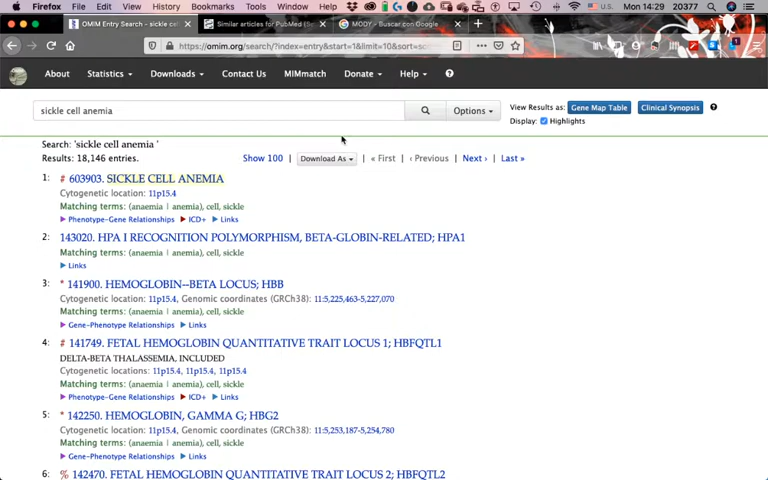 Firefox File Edit View History Bookmarks Tools Window Help Mon 14:29 20377
OMIM Entry Search - sickle cel × Similar articles for PubMed (Se × MODY - Buscar con Google × +
https://omim.org/search/?index=entry&start=1&limit=10&sort=sc
About Statistics Downloads Contact Us MIMmatch Donate Help
sickle cell anemia Options View Results as: Gene Map Table Clinical Synopsis
Display: Highlights
Search: 'sickle cell anemia '
Results: 18,146 entries. Show 100 | Download As « First ‹ Previous Next › Last »
1: # 603903. SICKLE CELL ANEMIA
Cytogenetic location: 11p15.4
Matching terms: (anaemia | anemia), cell, sickle
Phenotype-Gene Relationships ICD+ Links
2: 143020. HPA I RECOGNITION POLYMORPHISM, BETA-GLOBIN-RELATED; HPA1
Matching terms: (anaemia | anemia), cell, sickle
Links
3: * 141900. HEMOGLOBIN--BETA LOCUS; HBB
Cytogenetic location: 11p15.4, Genomic coordinates (GRCh38): 11:5,225,463-5,227,070
Matching terms: (anaemia | anemia), cell, sickle
Gene-Phenotype Relationships Links
4: # 141749. FETAL HEMOGLOBIN QUANTITATIVE TRAIT LOCUS 1; HBFQTL1
DELTA-BETA THALASSEMIA, INCLUDED
Cytogenetic locations: 11p15.4, 11p15.4, 11p15.4
Matching terms: (anaemia | anemia), cell, sickle
Phenotype-Gene Relationships ICD+ Links
5: * 142250. HEMOGLOBIN, GAMMA G; HBG2
Cytogenetic location: 11p15.4, Genomic coordinates (GRCh38): 11:5,253,187-5,254,780
Matching terms: (anaemia | anemia), cell, sickle
Gene-Phenotype Relationships Links
6: % 142470. FETAL HEMOGLOBIN QUANTITATIVE TRAIT LOCUS 2; HBFQTL2